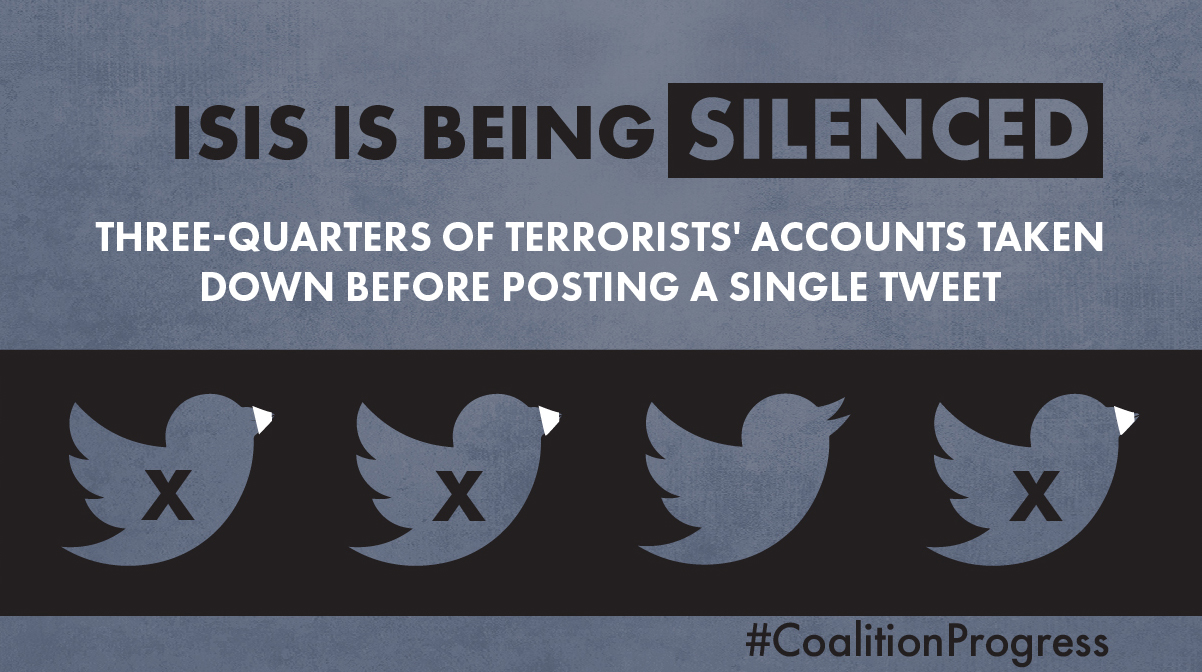 ISIS IS BEING SILENCED
THREE-QUARTERS OF TERRORISTS' ACCOUNTS TAKEN
DOWN BEFORE POSTING A SINGLE TWEET
X X X
#CoalitionProgress